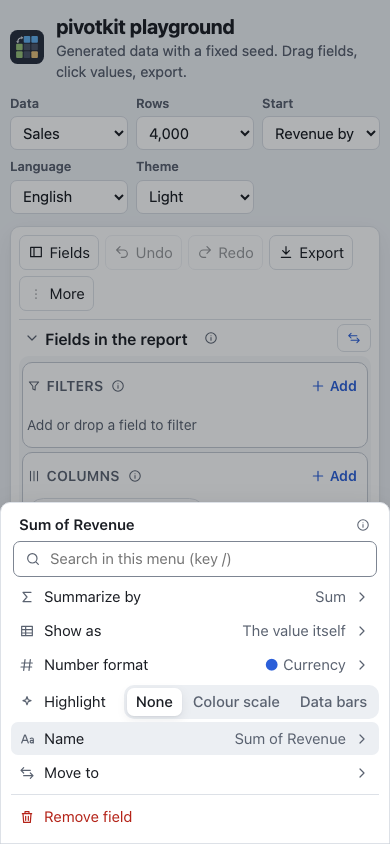 pivotkit playground
Generated data with a fixed seed. Drag fields,
click values, export.
Data Rows Start
Sales 4,000 Revenue by
Language Theme
English Light
Fields Undo Redo Export
More
Fields in the report
FILTERS + Add
Add or drop a field to filter
COLUMNS + Add
Sum of Revenue
Search in this menu (key /)
Summarize by Sum
Show as The value itself
Number format Currency
Highlight None Colour scale Data bars
Aa Name Sum of Revenue
Move to
Remove field